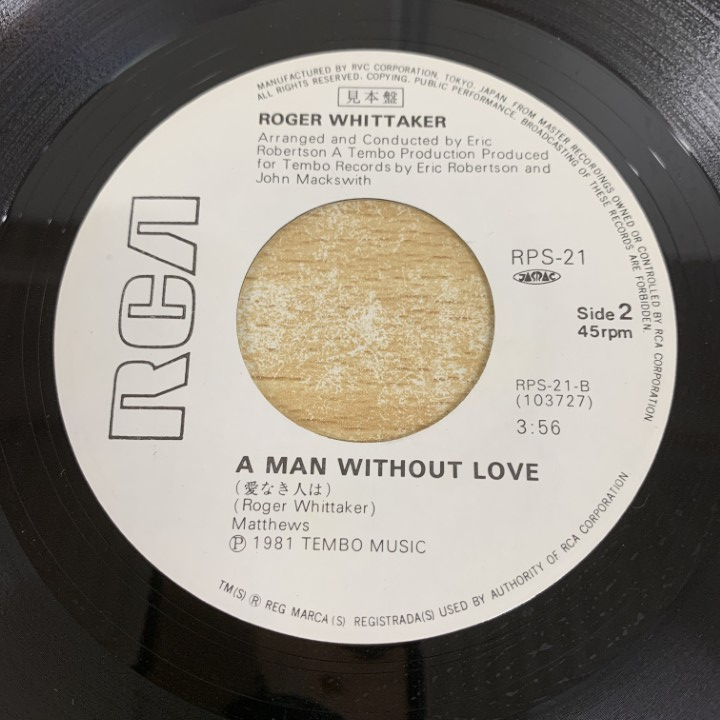 MANUFACTURED BY RVC CORPORATION, TOKYO, JAPAN, FROM MASTER RECORDINGS OWNED OR CONTROLLED BY RCA CORPORATION
ALL RIGHTS RESERVED. COPYING, PUBLIC PERFORMANCE, BROADCASTING OF THESE RECORDS ARE FORBIDDEN.
見本盤
ROGER WHITTAKER
Arranged and Conducted by Eric
Robertson A Tembo Production Produced
for Tembo Records by Eric Robertson and
John Mackswith
RCA
RPS-21
JASRAC
Side 2
45rpm
RPS-21-B
(103727)
3:56
A MAN WITHOUT LOVE
(愛なき人は)
(Roger Whittaker)
Matthews
Ⓟ 1981 TEMBO MUSIC
TM(S) ® REG MARCA(S) REGISTRADA(S) USED BY AUTHORITY OF RCA CORPORATION